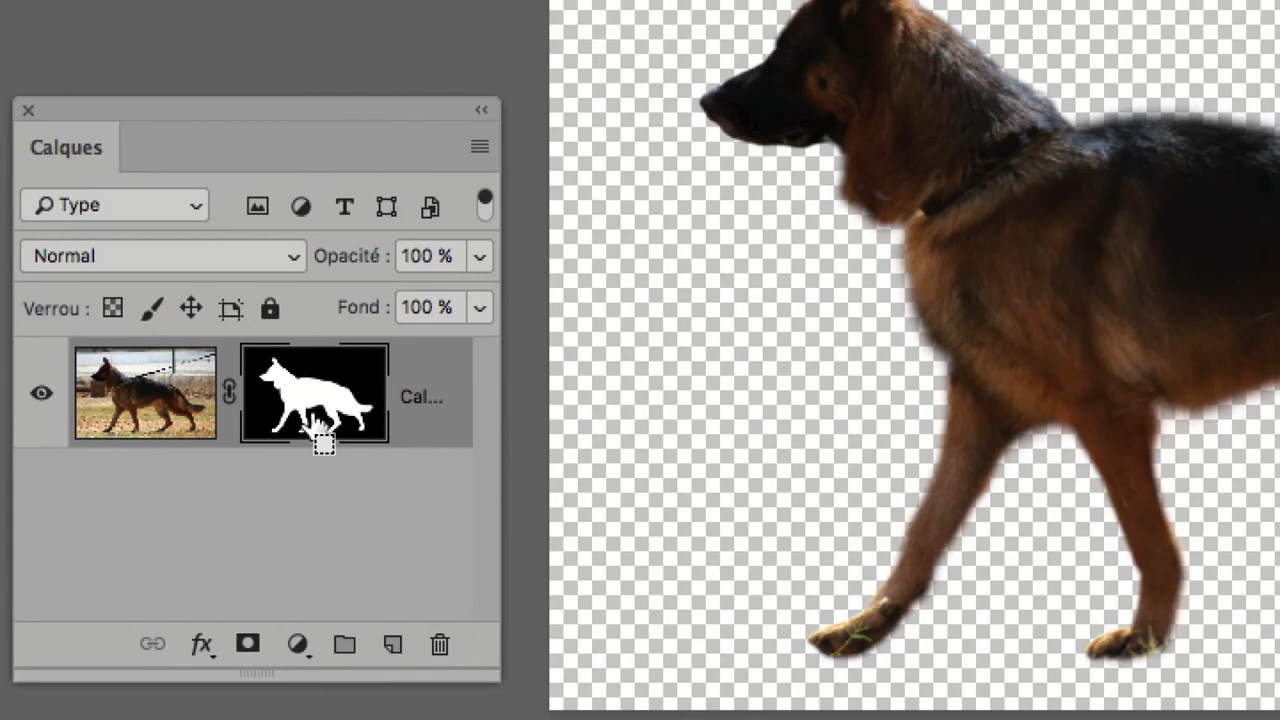 Calques
Type
Normal Opacité : 100 %
Verrou : Fond : 100 %
Cal...
fx